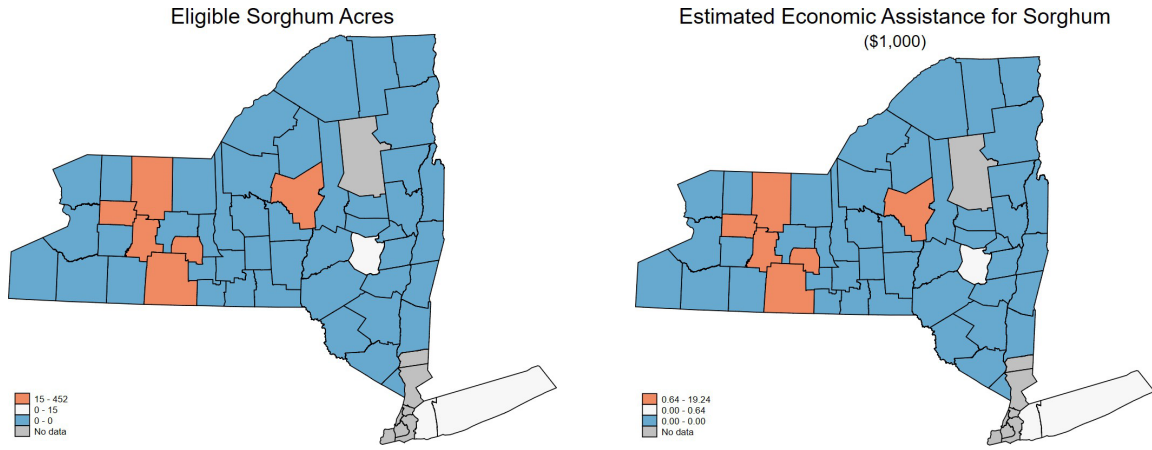 Eligible Sorghum Acres
15 - 452
0 - 15
0 - 0
No data
Estimated Economic Assistance for Sorghum
($1,000)
0.64 - 19.24
0.00 - 0.64
0.00 - 0.00
No data